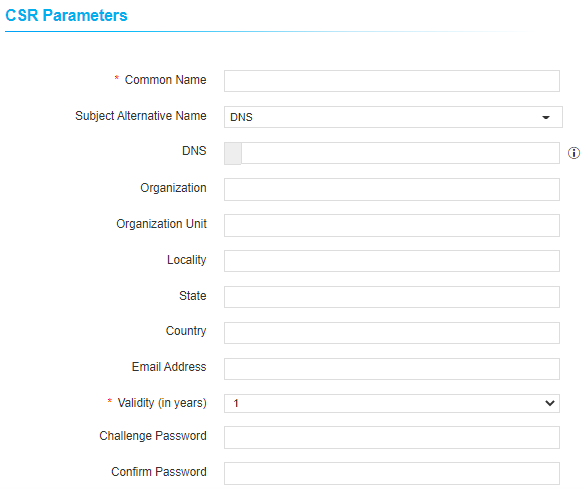 CSR Parameters
* Common Name
Subject Alternative Name DNS
DNS
Organization
Organization Unit
Locality
State
Country
Email Address
* Validity (in years) 1
Challenge Password
Confirm Password